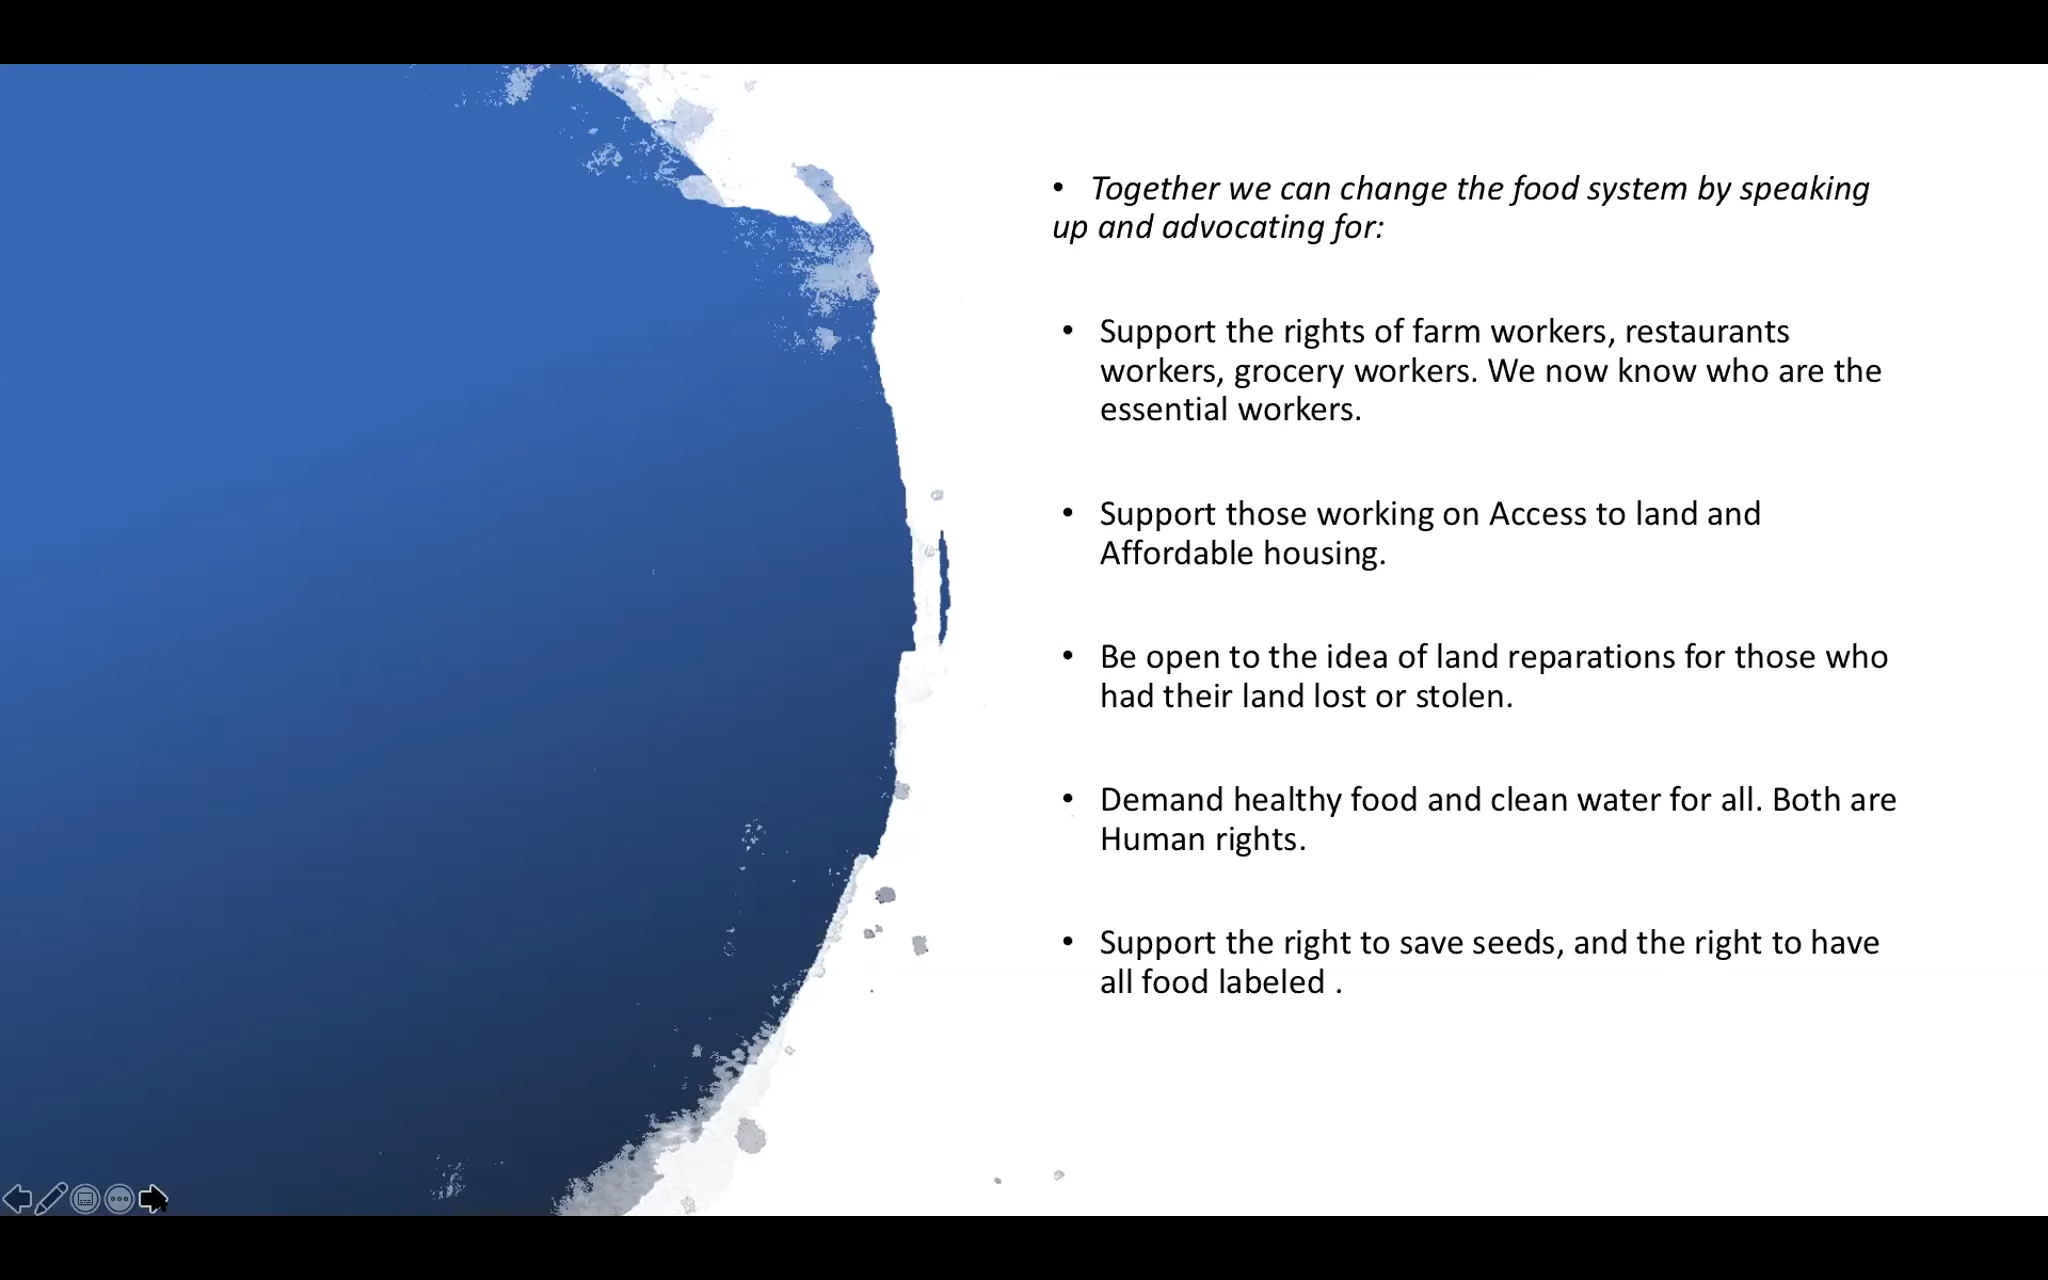 • Together we can change the food system by speaking
up and advocating for:
• Support the rights of farm workers, restaurants
workers, grocery workers. We now know who are the
essential workers.
• Support those working on Access to land and
Affordable housing.
• Be open to the idea of land reparations for those who
had their land lost or stolen.
• Demand healthy food and clean water for all. Both are
Human rights.
• Support the right to save seeds, and the right to have
all food labeled .